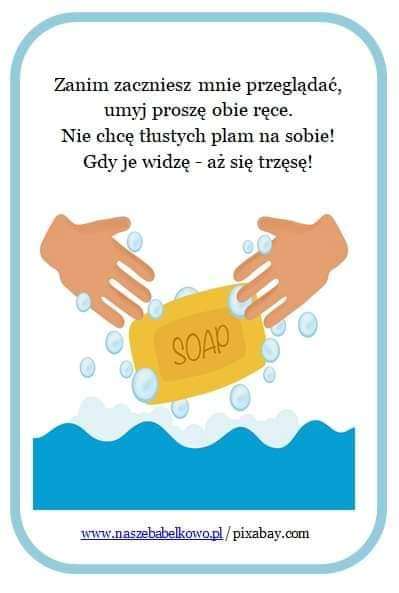 Zanim zaczniesz mnie przeglądać,
umyj proszę obie ręce.
Nie chcę tłustych plam na sobie!
Gdy je widzę - aż się trzęsę!
SOAP
www.naszebabelkowo.pl / pixabay.com